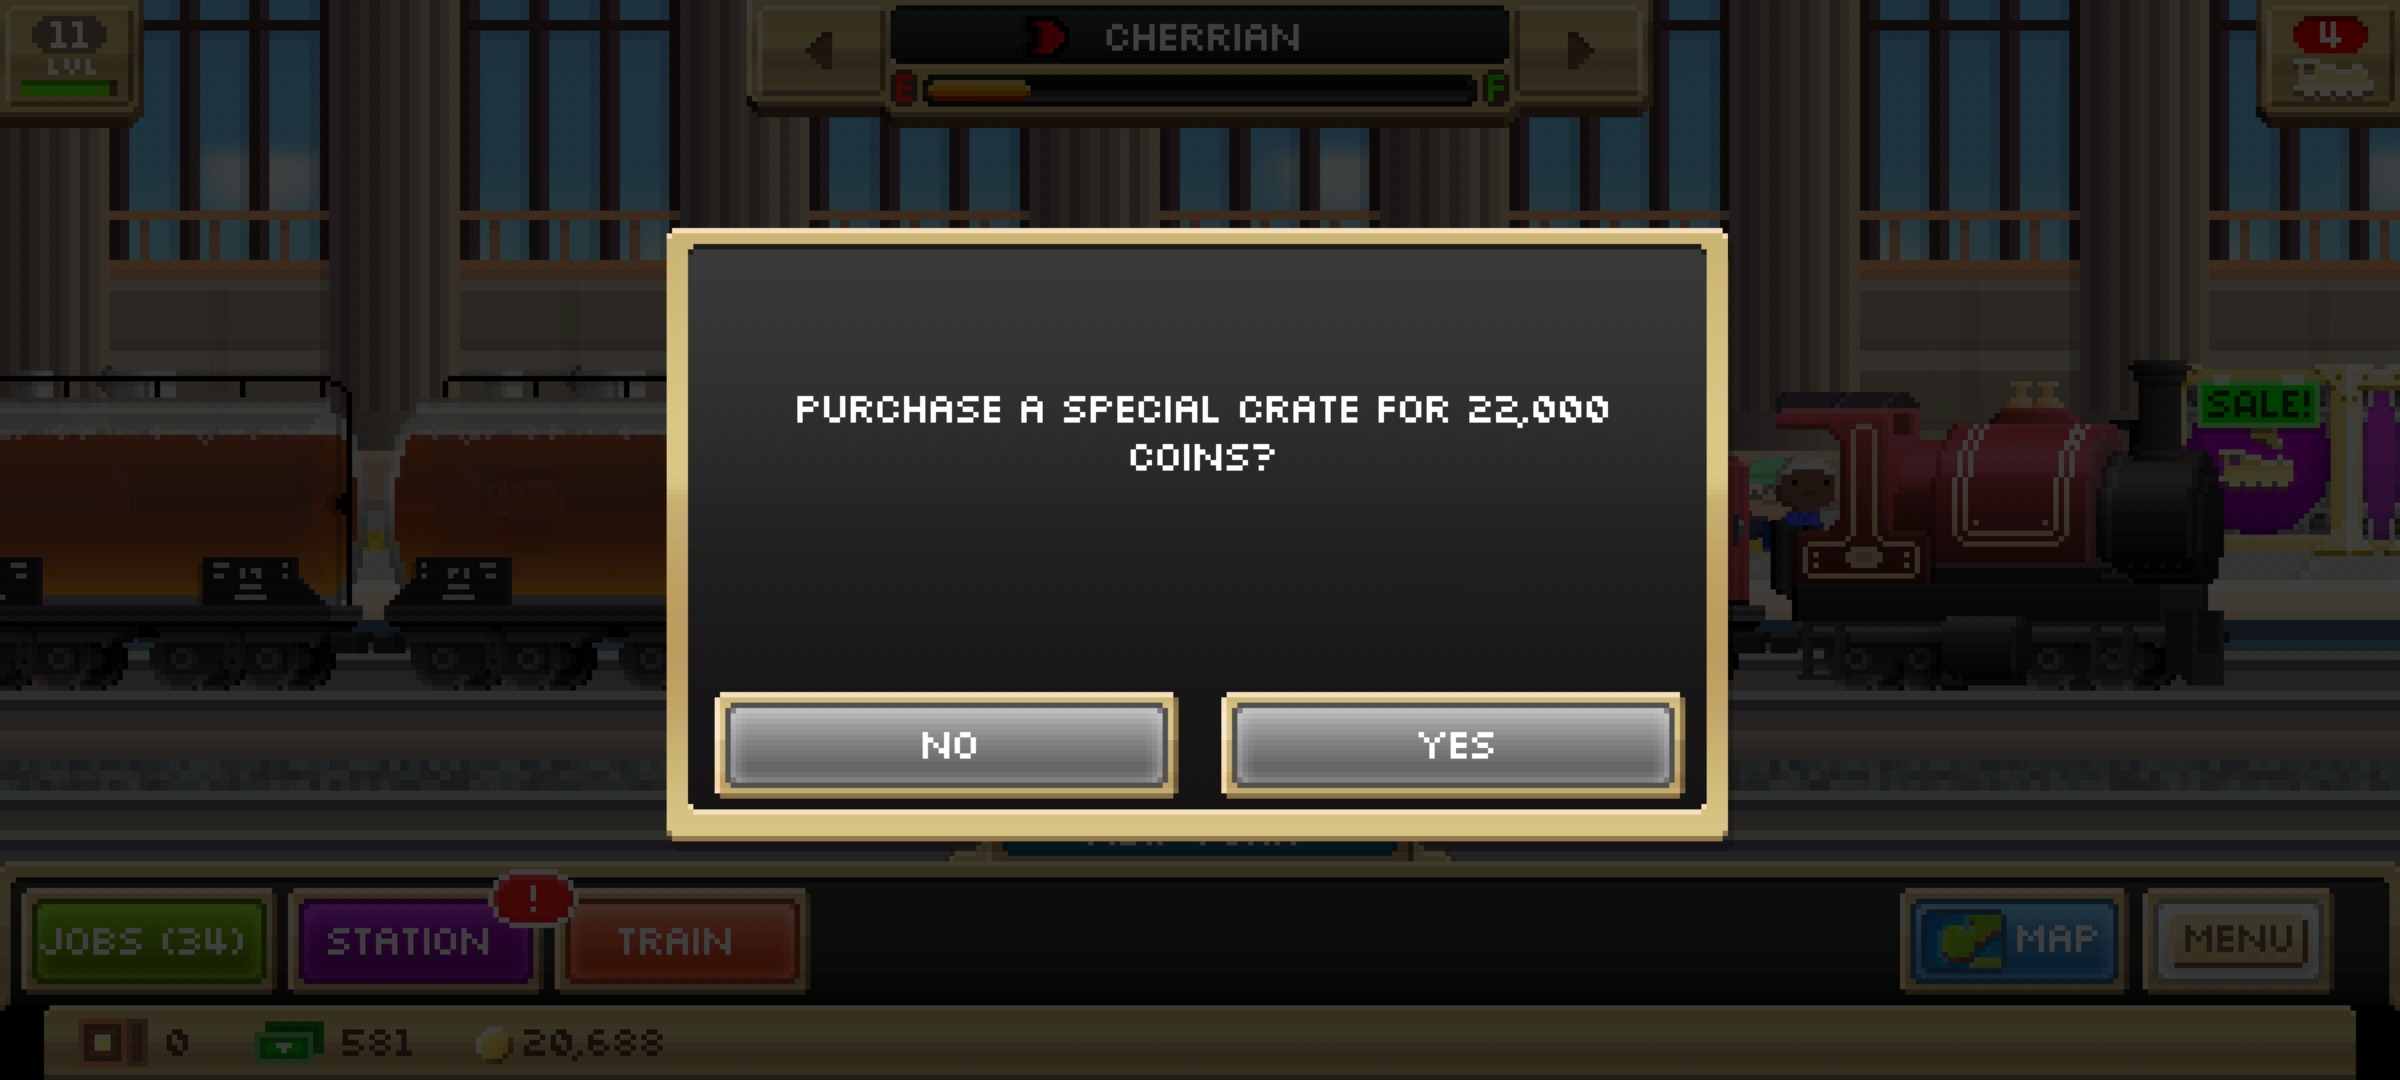 11
LVL
CHERRIAN
E
F
4
SALE!
PURCHASE A SPECIAL CRATE FOR 22,000
COINS?
NO
YES
JOBS (34)
STATION
!
TRAIN
MAP
MENU
0
581
20,688